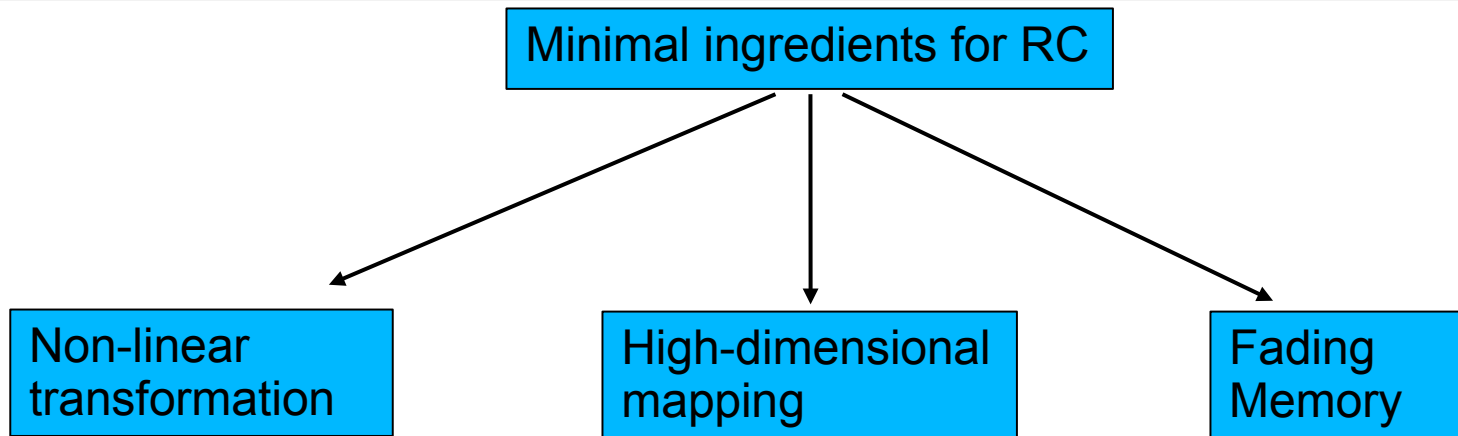 Minimal ingredients for RC
Non-linear
transformation
High-dimensional
mapping
Fading
Memory